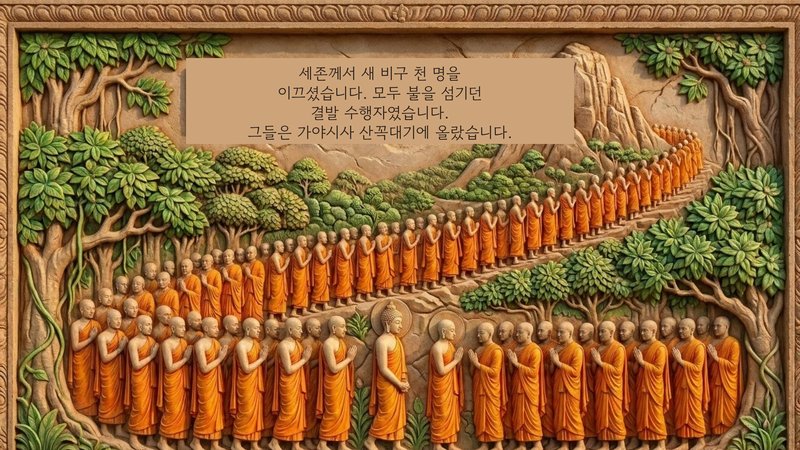 세존께서 새 비구 천 명을
이끄셨습니다. 모두 불을 섬기던
결발 수행자였습니다.
그들은 가야시사 산꼭대기에 올랐습니다.